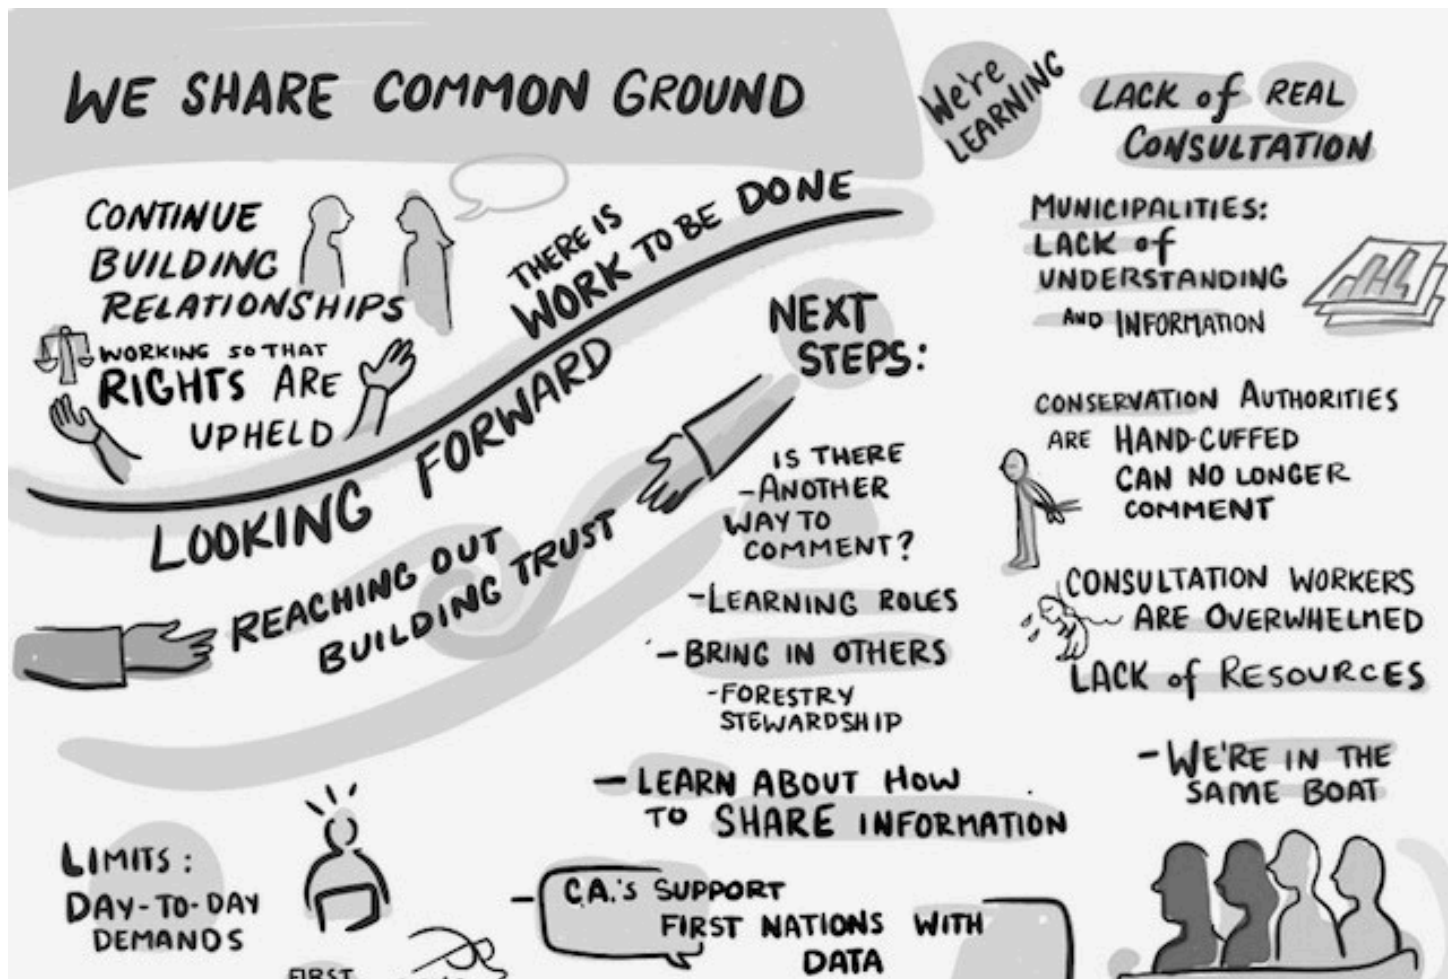 WE SHARE COMMON GROUND
CONTINUE
BUILDING
RELATIONSHIPS
WORKING SO THAT
RIGHTS ARE
UPHELD
THERE IS
WORK TO BE DONE
LOOKING FORWARD
REACHING OUT
BUILDING TRUST
NEXT
STEPS:
IS THERE
-ANOTHER
WAY TO
COMMENT?
-LEARNING ROLES
-BRING IN OTHERS
-FORESTRY
STEWARDSHIP
- LEARN ABOUT HOW
TO SHARE INFORMATION
- C.A.'s SUPPORT
FIRST NATIONS WITH
DATA
LIMITS:
DAY-TO-DAY
DEMANDS
FIRST
We're
LEARNING
LACK of REAL
CONSULTATION
MUNICIPALITIES:
LACK of
UNDERSTANDING
AND INFORMATION
CONSERVATION AUTHORITIES
ARE HAND-CUFFED
CAN NO LONGER
COMMENT
CONSULTATION WORKERS
ARE OVERWHELMED
LACK of RESOURCES
- WE'RE IN THE
SAME BOAT